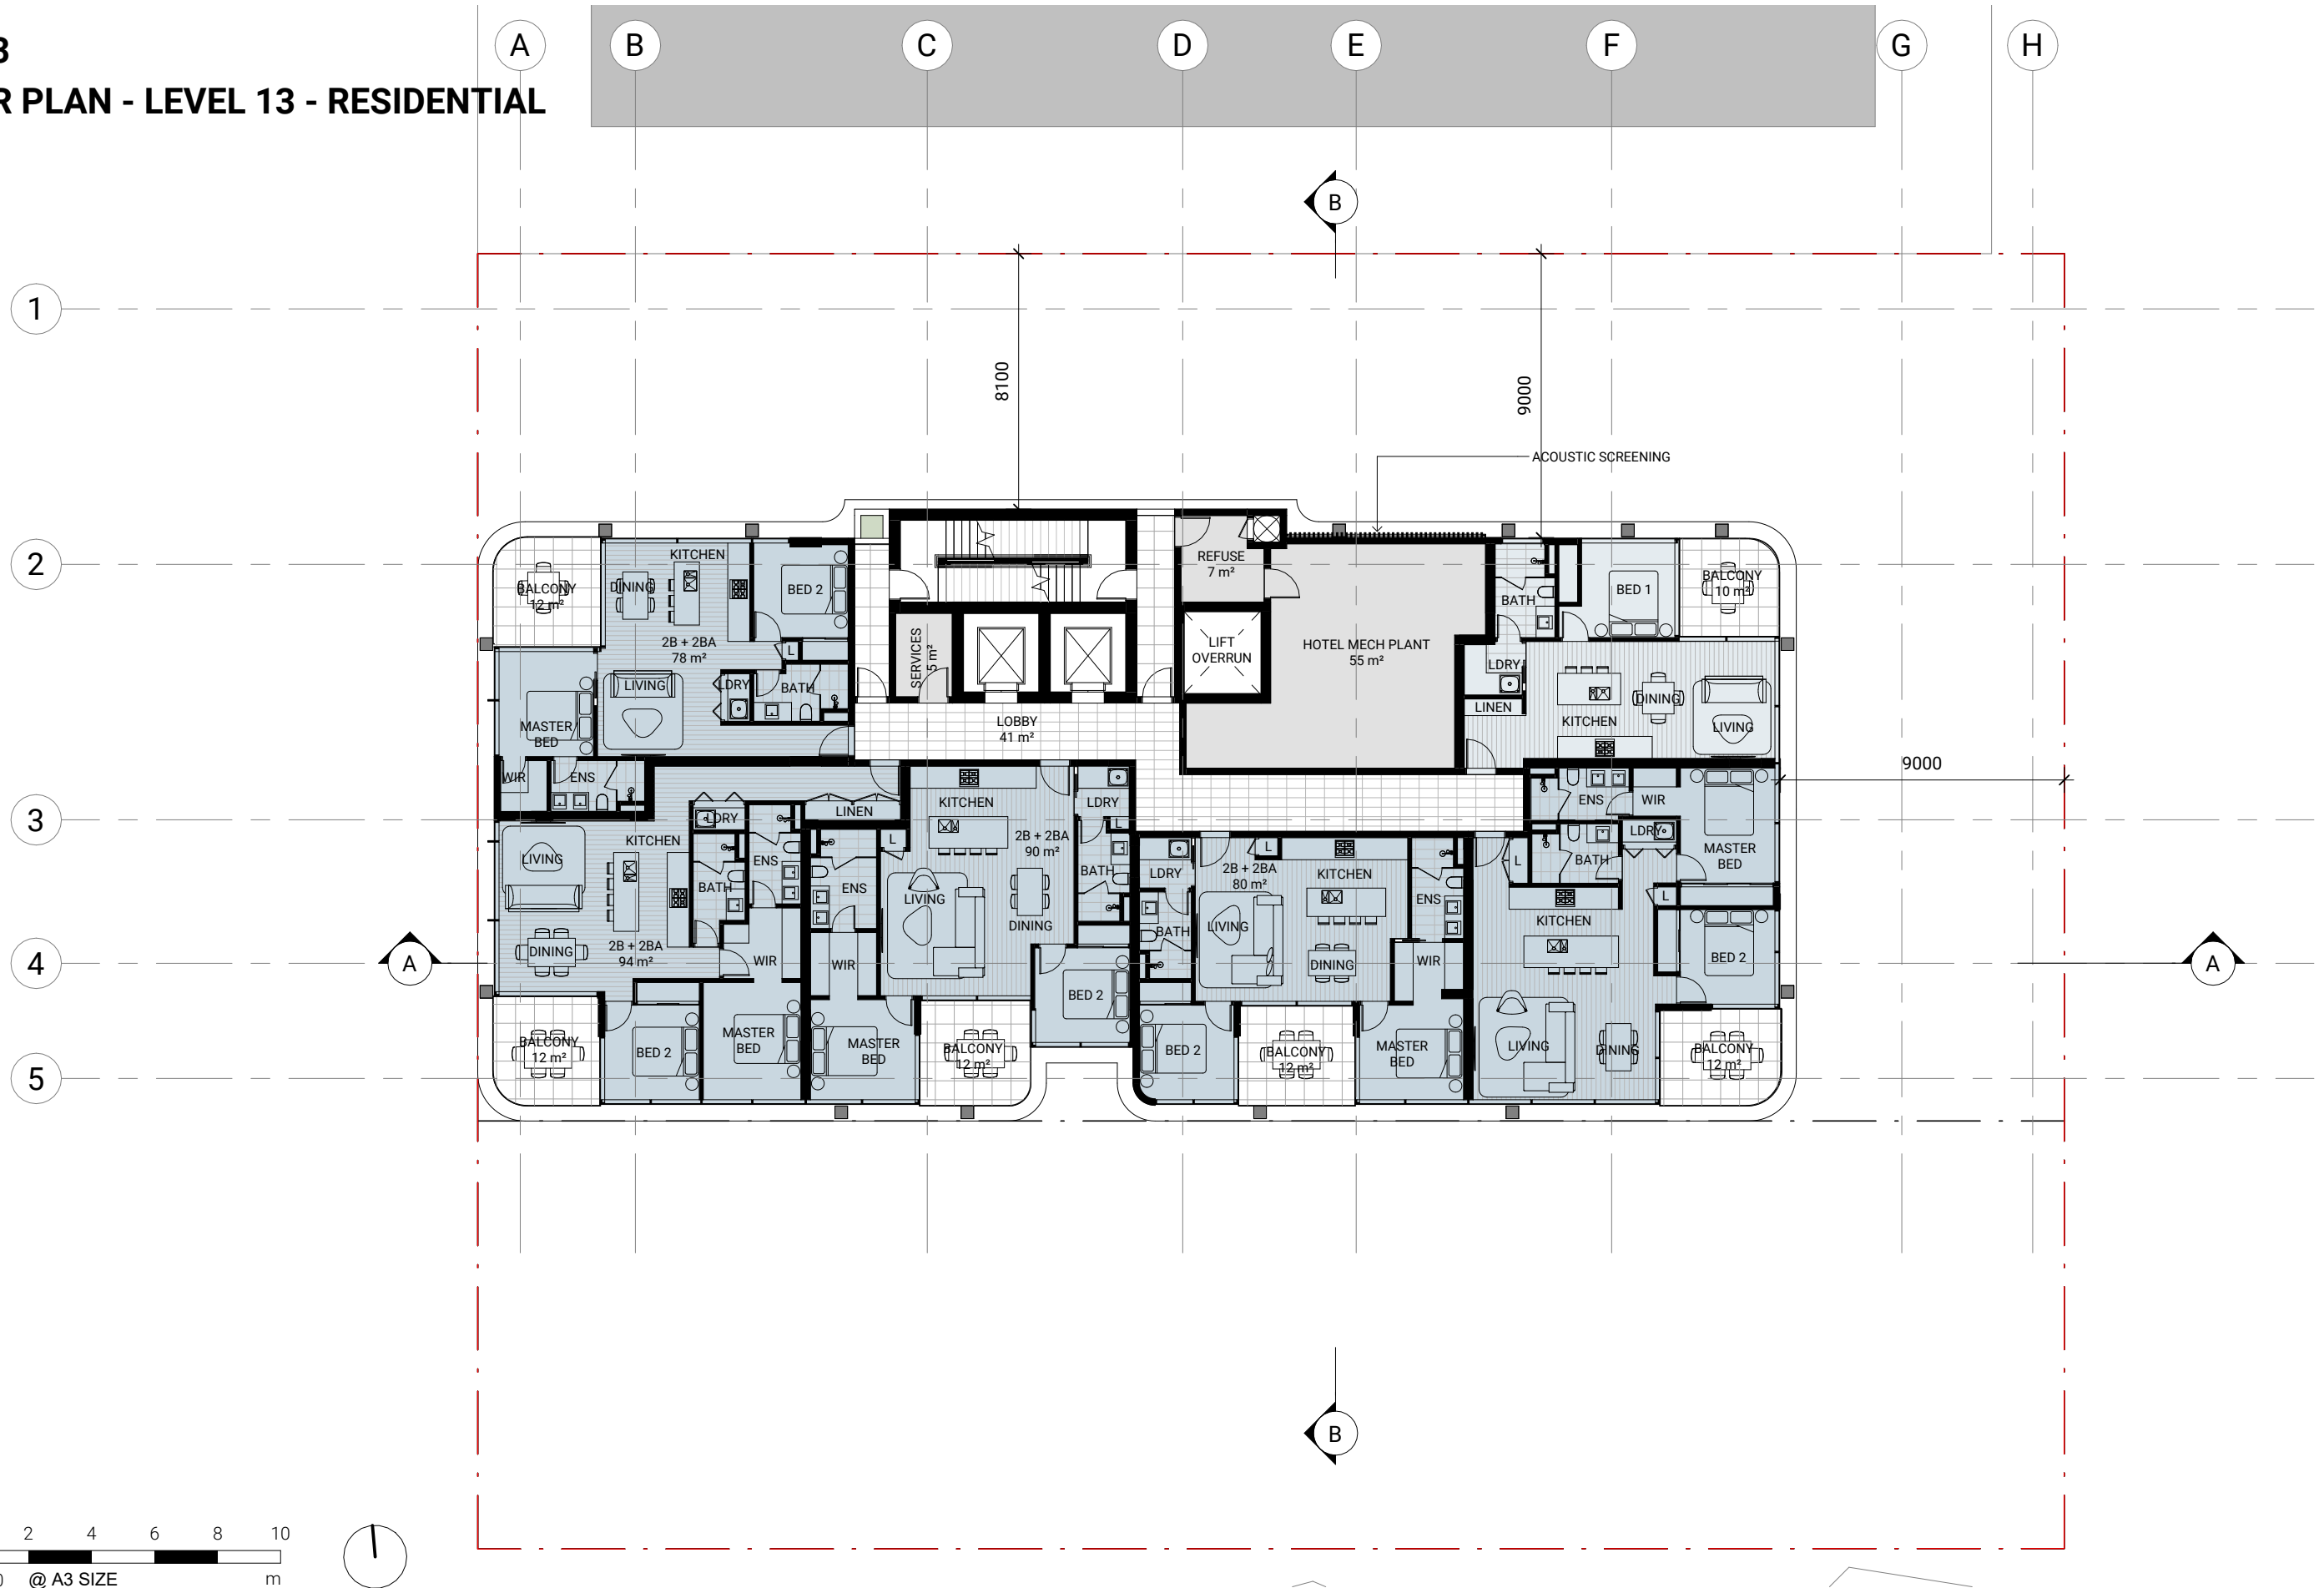 A B C D E F G H
PLAN - LEVEL 13 - RESIDENTIAL
B
1
8100
9000
ACOUSTIC SCREENING
2
KITCHEN
REFUSE
7 m²
BALCONY
12 m²
DINING
BED 2
BATH
BED 1
BALCONY
10 m²
2B + 2BA
78 m²
L
SERVICES
5 m²
LIFT
OVERRUN
HOTEL MECH PLANT
55 m²
LDRY
LIVING
LDRY
BATH
DINING
LINEN
KITCHEN
LIVING
MASTER
BED
LOBBY
41 m²
9000
WIR
ENS
3
LINEN
LDRY
KITCHEN
LDRY
ENS
WIR
KITCHEN
LIVING
L
2B + 2BA
90 m²
L
LDRY
BATH
MASTER
BED
ENS
BATH
ENS
LIVING
BATH
DINING
LDRY
L
2B + 2BA
80 m²
KITCHEN
ENS
L
L
KITCHEN
DINING
2B + 2BA
94 m²
WIR
WIR
BATH
LIVING
DINING
WIR
BED 2
4
A
A
BED 2
BALCONY
12 m²
BED 2
MASTER
BED
MASTER
BED
BALCONY
12 m²
BED 2
BALCONY
12 m²
MASTER
BED
LIVING
DINING
BALCONY
12 m²
5
B
2 4 6 8 10
@ A3 SIZE
m